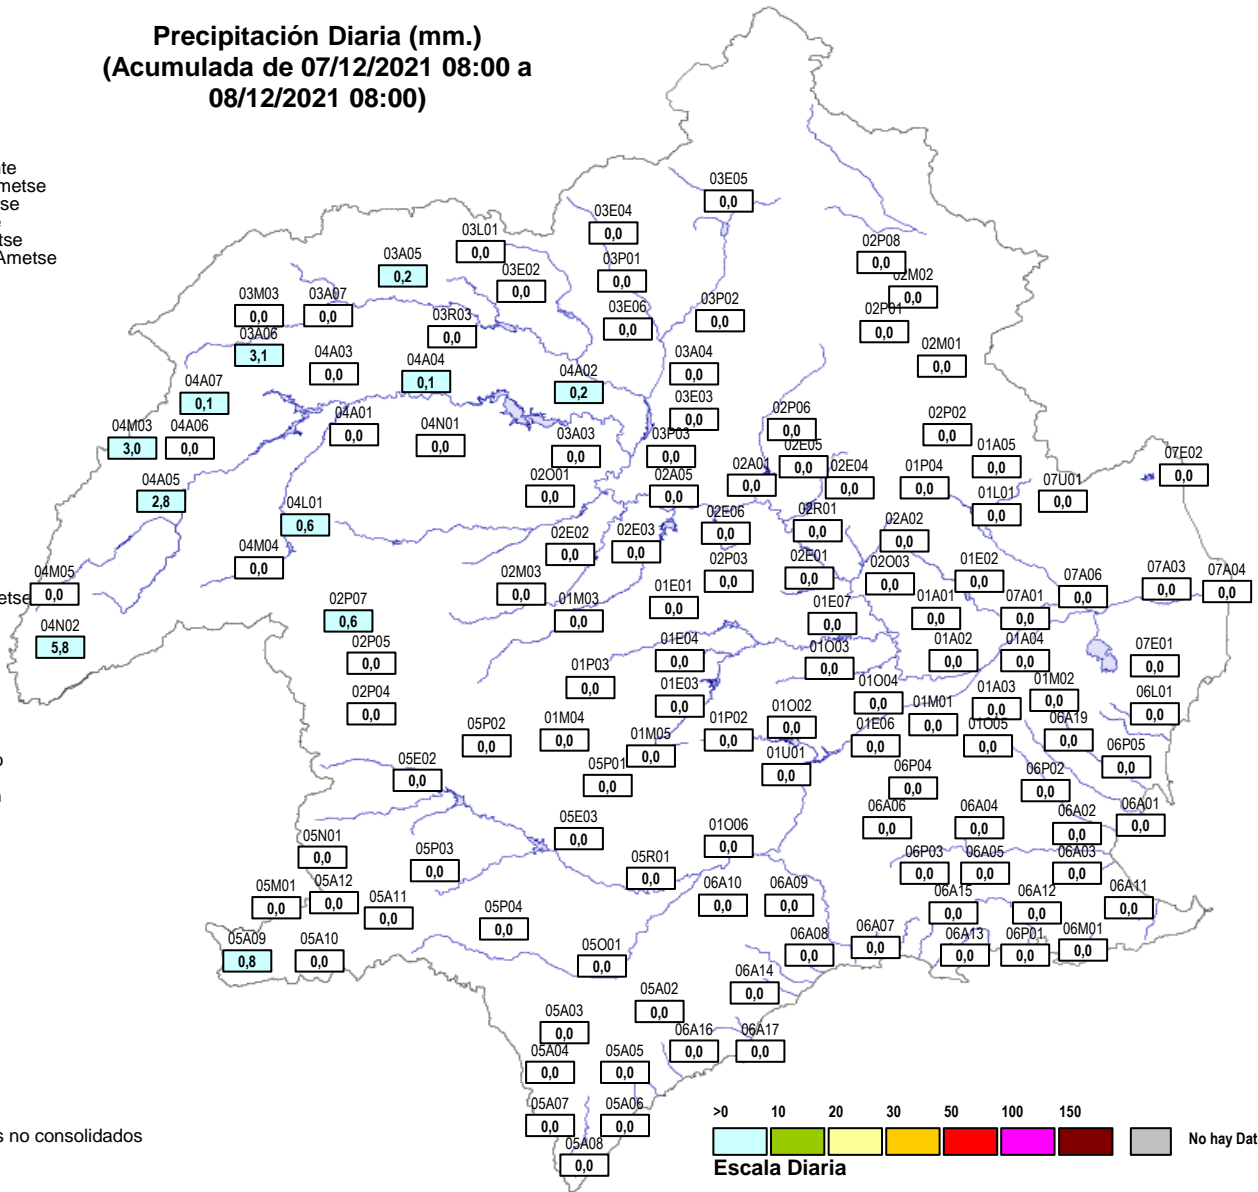 Precipitación Diaria (mm.)
(Acumulada de 07/12/2021 08:00 a
08/12/2021 08:00)
03E05
0,0
03E04
0,0
03L01
0,0
03A05
0,2
03P01
0,0
03E02
0,0
02P08
0,0
02M02
0,0
03M03
0,0
03A07
0,0
03R03
0,0
03E06
0,0
03P02
0,0
02P01
0,0
03A06
3,1
04A03
0,0
04A04
0,1
04A02
0,2
03A04
0,0
02M01
0,0
04A07
0,1
03E03
0,0
04M03
3,0
04A06
0,0
04A01
0,0
04N01
0,0
03A03
0,0
03P03
0,0
02P06
0,0
02E05
0,0
02P02
0,0
01A05
0,0
07E02
0,0
04A05
2,8
02O01
0,0
02A05
0,0
02A01
0,0
02E04
0,0
01P04
0,0
01L01
0,0
07U01
0,0
04L01
0,6
02E06
0,0
02R01
0,0
02A02
0,0
04M04
0,0
02E02
0,0
02E03
0,0
02P03
0,0
02E01
0,0
02O03
0,0
01E02
0,0
04M05
0,0
02M03
0,0
01M03
0,0
01E01
0,0
01E07
0,0
01A01
0,0
07A01
0,0
07A06
0,0
07A03
0,0
07A04
0,0
04N02
5,8
02P07
0,6
02P05
0,0
01E04
0,0
01O03
0,0
01A02
0,0
01A04
0,0
07E01
0,0
02P04
0,0
01P03
0,0
01E03
0,0
01O04
0,0
01M01
0,0
01A03
0,0
01M02
0,0
06L01
0,0
05P02
0,0
01M04
0,0
01M05
0,0
01P02
0,0
01O02
0,0
01E06
0,0
01O05
0,0
06A19
0,0
06P05
0,0
05E02
0,0
05P01
0,0
01U01
0,0
06P04
0,0
06P02
0,0
05E03
0,0
01O06
0,0
06A06
0,0
06A04
0,0
06A02
0,0
06A01
0,0
05N01
0,0
05P03
0,0
05R01
0,0
06P03
0,0
06A05
0,0
06A03
0,0
05M01
0,0
05A12
0,0
05A11
0,0
05P04
0,0
06A10
0,0
06A09
0,0
06A15
0,0
06A12
0,0
06A11
0,0
05A09
0,8
05A10
0,0
05O01
0,0
06A08
0,0
06A07
0,0
06A13
0,0
06P01
0,0
06M01
0,0
06A14
0,0
05A03
0,0
05A02
0,0
06A16
0,0
06A17
0,0
05A04
0,0
05A05
0,0
05A07
0,0
05A06
0,0
05A08
0,0
no consolidados
>0 10 20 30 50 100 150
No hay Dat
Escala Diaria